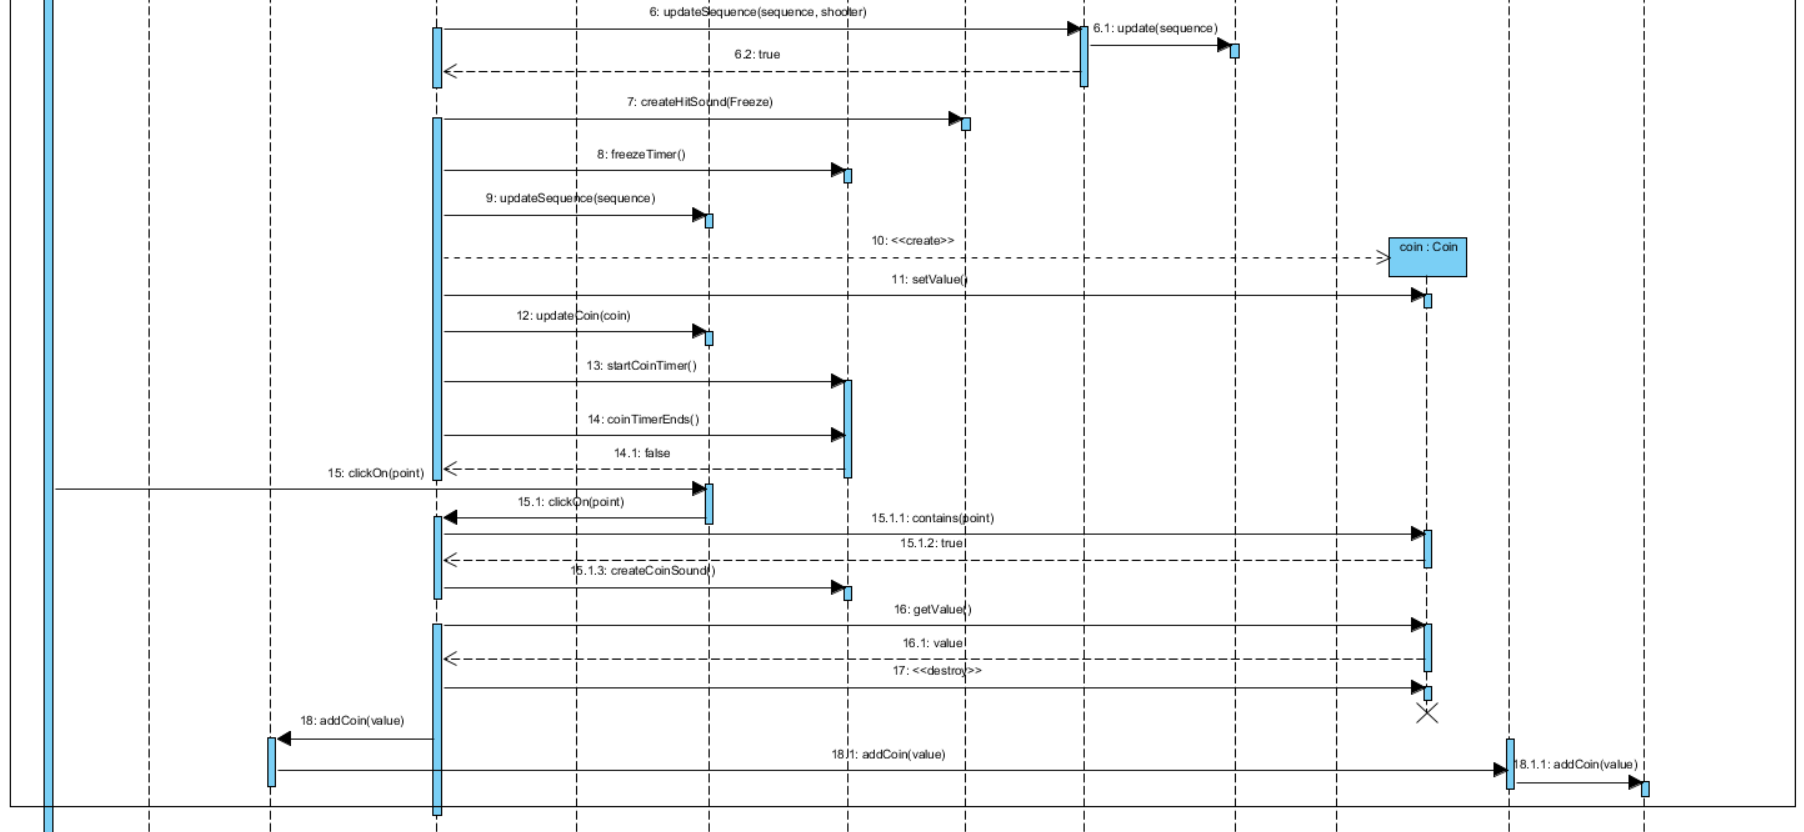 6: updateSequence(sequence, shooter)
6.1: update(sequence)
6.2: true
7: createHitSound(Freeze)
8: freezeTimer()
9: updateSequence(sequence)
10: <<create>>
coin : Coin
11: setValue()
12: updateCoin(coin)
13: startCoinTimer()
14: coinTimerEnds()
14.1: false
15: clickOn(point)
15.1: clickOn(point)
15.1.1: contains(point)
15.1.2: true
15.1.3: createCoinSound()
16: getValue()
16.1: value
17: <<destroy>>
18: addCoin(value)
18.1: addCoin(value)
18.1.1: addCoin(value)